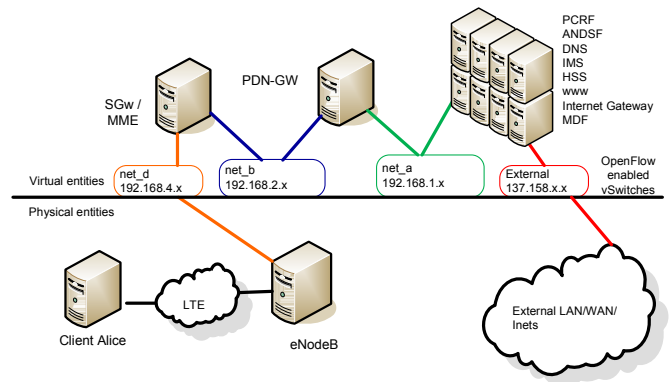 PCRF
ANDSF
DNS
IMS
HSS
www
Internet Gateway
MDF
PDN-GW
SGw /
MME
net_d
192.168.4.x
net_b
192.168.2.x
net_a
192.168.1.x
External
137.158.x.x
OpenFlow
enabled
vSwitches
Virtual entities
Physical entities
LTE
Client Alice
eNodeB
External LAN/WAN/
Inets